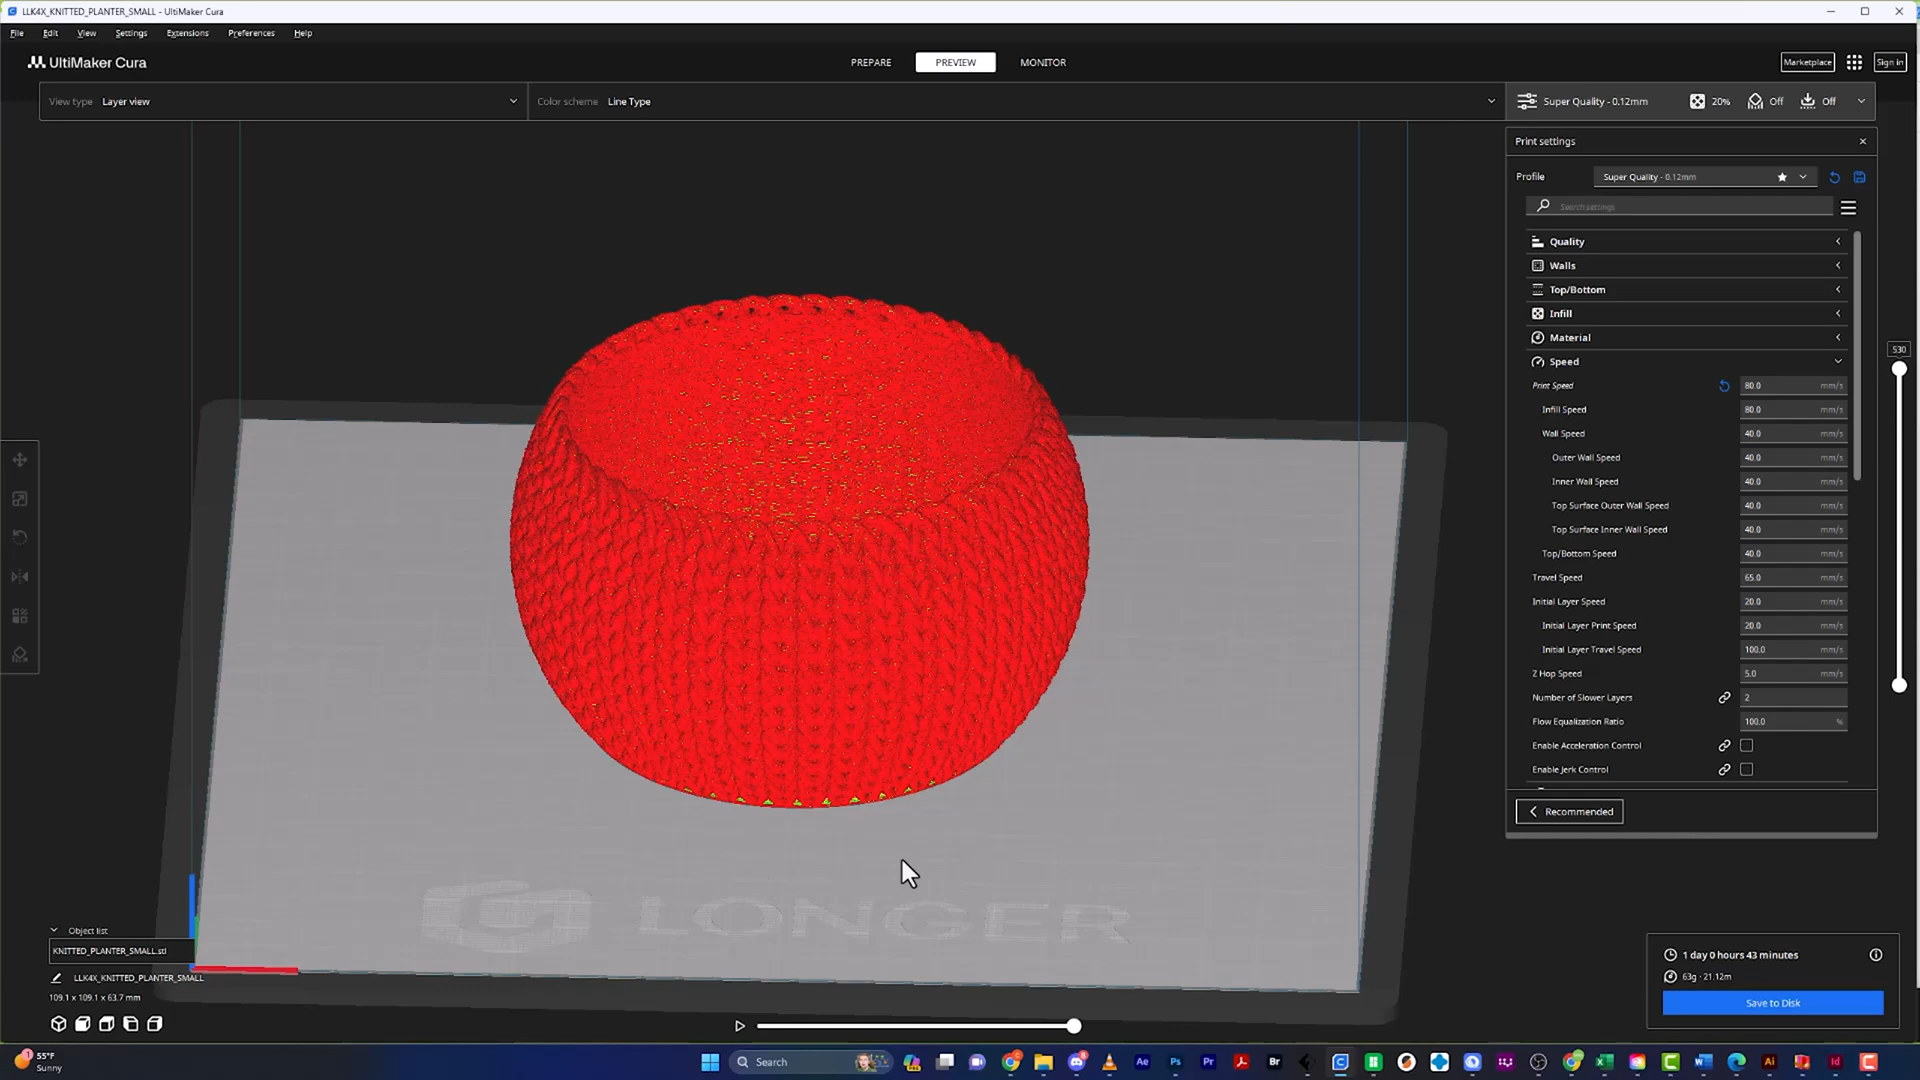 LLK4X_KNITTED_PLANTER_SMALL - UltiMaker Cura
File Edit View Settings Extensions Preferences Help
UltiMaker Cura
PREPARE PREVIEW MONITOR
Marketplace Sign in
View type Layer view
Color scheme Line Type
Super Quality - 0.12mm 20% Off Off
Print settings
Profile Super Quality - 0.12mm
Search settings
Quality
Walls
Top/Bottom
Infill
Material
Speed
Print Speed 80.0 mm/s
Infill Speed 80.0 mm/s
Wall Speed 40.0 mm/s
Outer Wall Speed 40.0 mm/s
Inner Wall Speed 40.0 mm/s
Top Surface Outer Wall Speed 40.0 mm/s
Top Surface Inner Wall Speed 40.0 mm/s
Top/Bottom Speed 40.0 mm/s
Travel Speed 65.0 mm/s
Initial Layer Speed 20.0 mm/s
Initial Layer Print Speed 20.0 mm/s
Initial Layer Travel Speed 100.0 mm/s
Z Hop Speed 5.0 mm/s
Number of Slower Layers 2
Flow Equalization Ratio 100.0 %
Enable Acceleration Control
Enable Jerk Control
Recommended
530
LONGER
Object list
KNITTED_PLANTER_SMALL.stl
LLK4X_KNITTED_PLANTER_SMALL
109.1 x 109.1 x 63.7 mm
1 day 0 hours 43 minutes
63g · 21.12m
Save to Disk
1
55°F
Sunny
Search
Ae Ps Pr Br X W Ai Id C